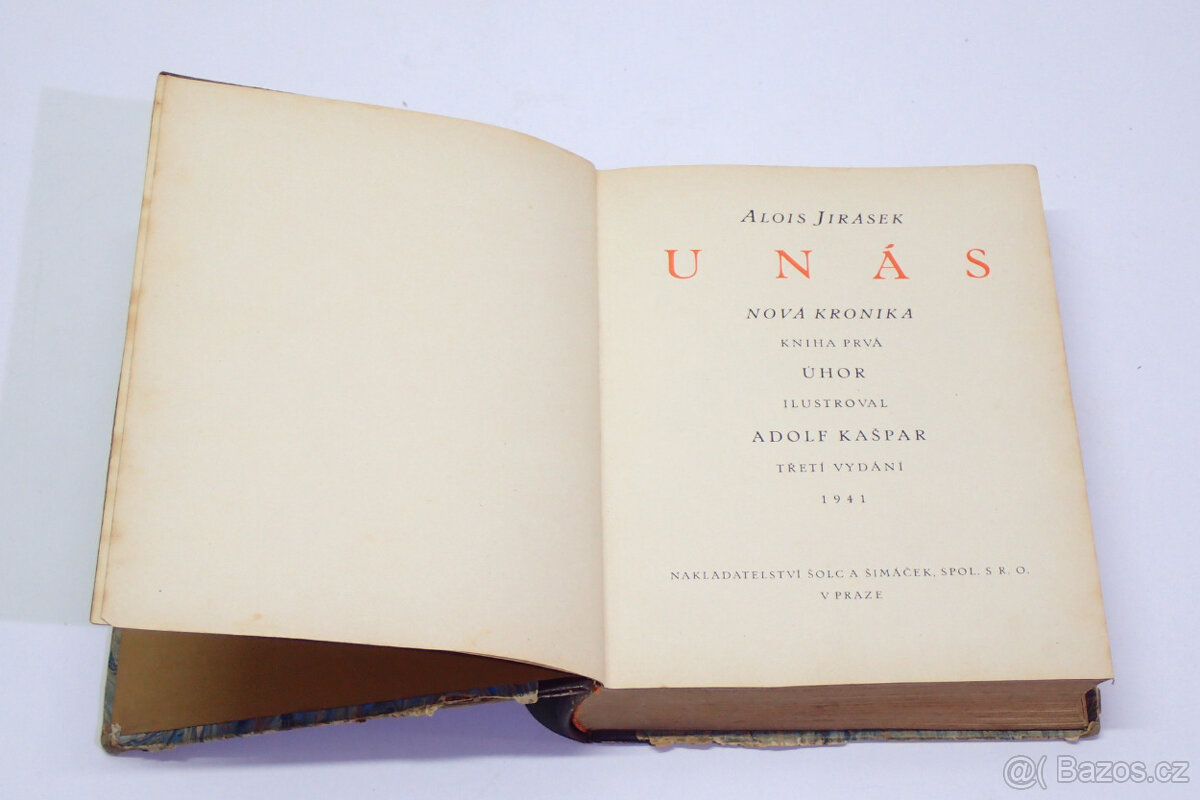 ALOIS JIRÁSEK
U NÁS
NOVÁ KRONIKA
KNIHA PRVÁ
ÚHOR
ILUSTROVAL
ADOLF KAŠPAR
TŘETÍ VYDÁNÍ
1941
NAKLADATELSTVÍ ŠOLC A ŠIMÁČEK, SPOL. S R. O.
V PRAZE
@( Bazos.cz